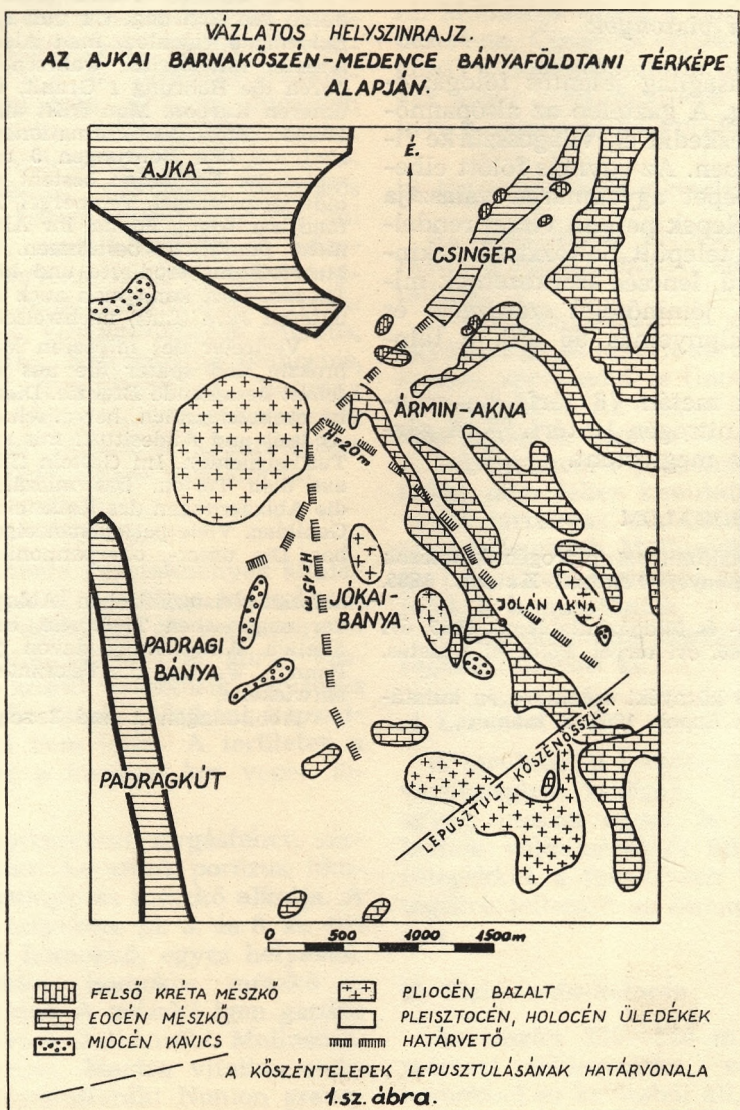 VÁZLATOS HELYSZINRAJZ.
AZ AJKAI BARNAKŐSZÉN-MEDENCE BÁNYAFÖLDTANI TÉRKÉPE
ALAPJÁN.
AJKA
É.
CSINGER
ÁRMIN-AKNA
H=20m
H=15m
JÓKAI-
BÁNYA
JOLÁN AKNA
PADRAGI
BÁNYA
PADRAGKÚT
LEPUSZTULT KŐSZÉNÖSSZLET
0 500 1000 1500m
FELSŐ KRÉTA MÉSZKŐ
EOCÉN MÉSZKŐ
MIOCÉN KAVICS
PLIOCÉN BAZALT
PLEISZTOCÉN, HOLOCÉN ÜLEDÉKEK
HATÁRVETŐ
A KŐSZÉNTELEPEK LEPUSZTULÁSÁNAK HATÁRVONALA
1.sz. ábra.